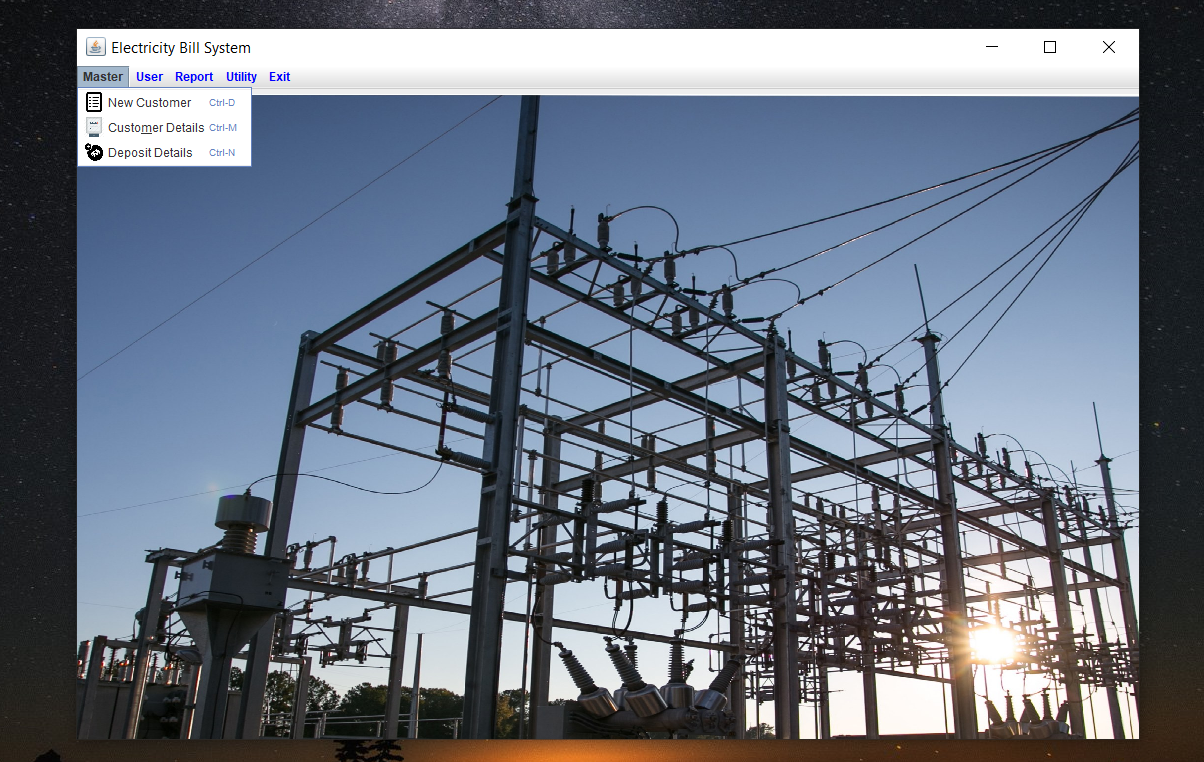 Electricity Bill System
Master User Report Utility Exit
New Customer Ctrl-D
Customer Details Ctrl-M
Deposit Details Ctrl-N